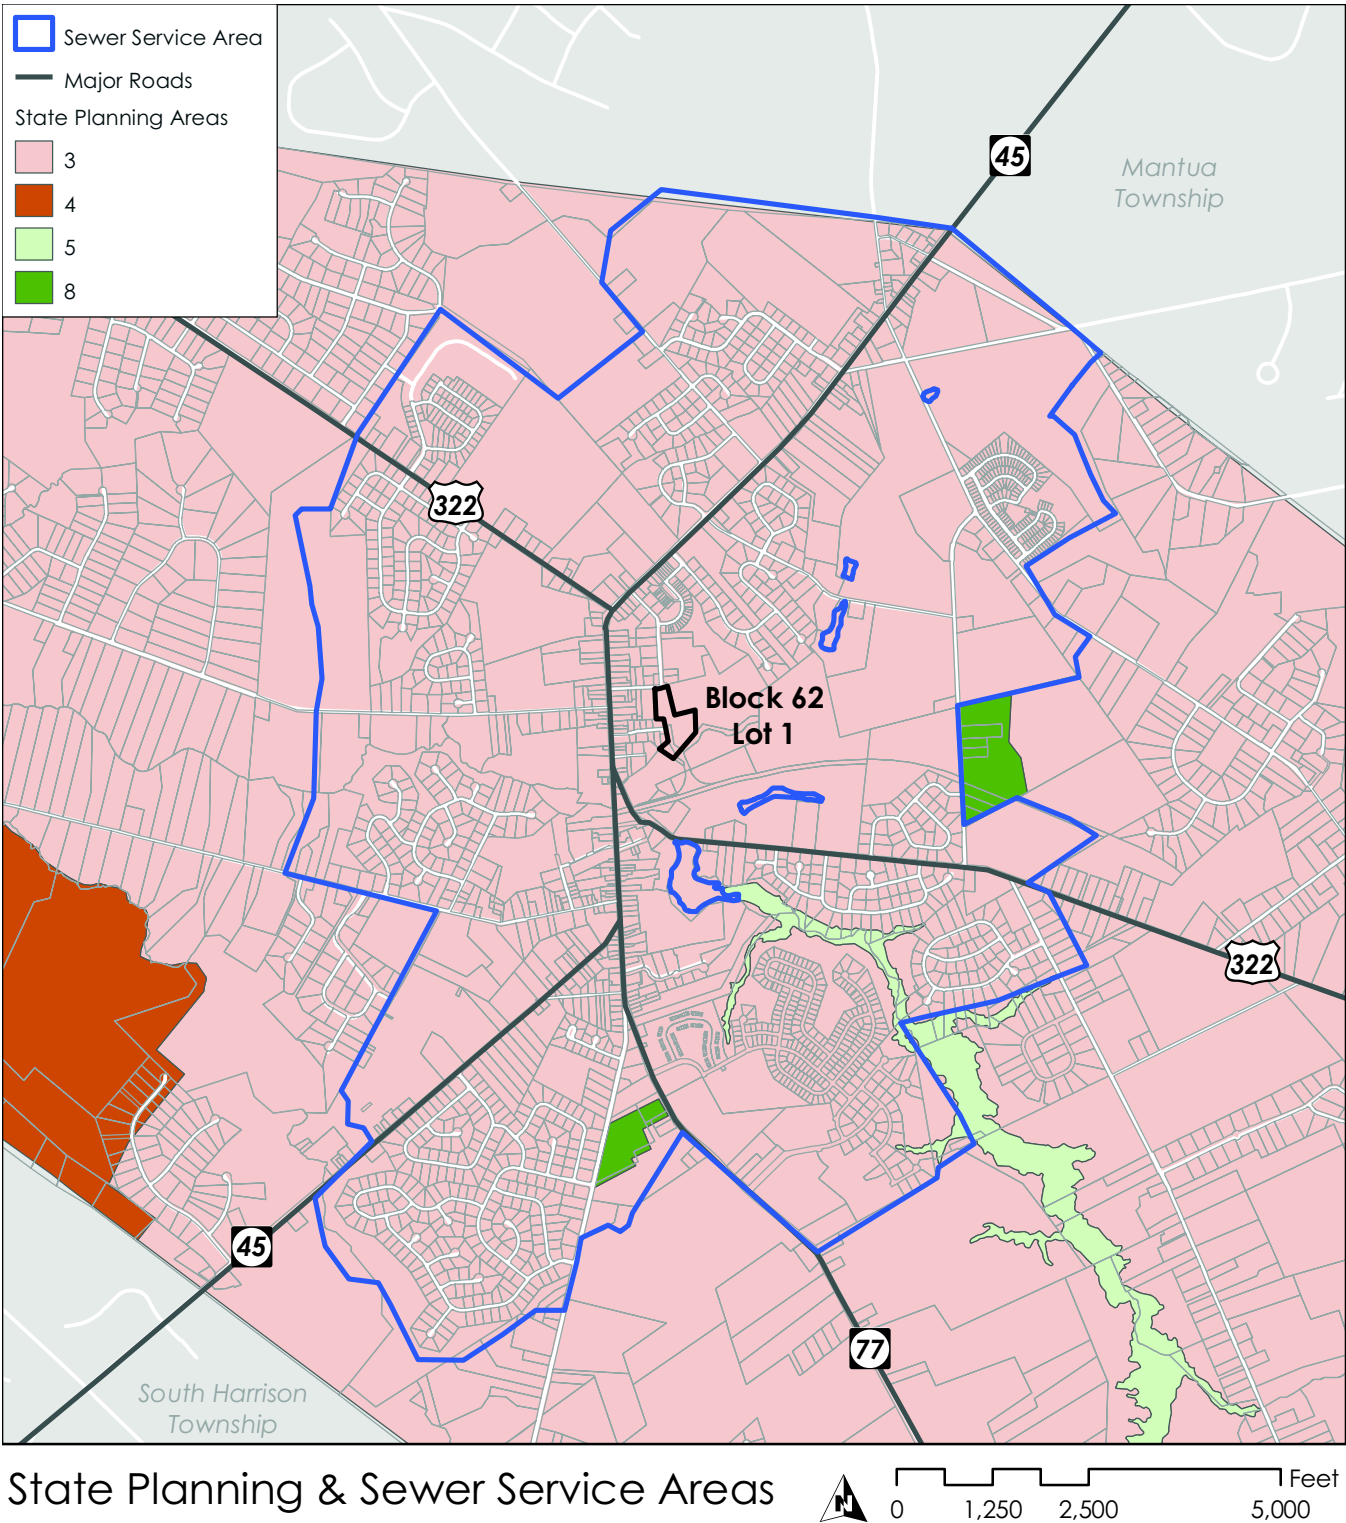 Sewer Service Area
Major Roads
State Planning Areas
3
4
5
8
45
Mantua
Township
322
Block 62
Lot 1
322
45
77
South Harrison
Township
State Planning & Sewer Service Areas
N
Feet
0 1,250 2,500 5,000